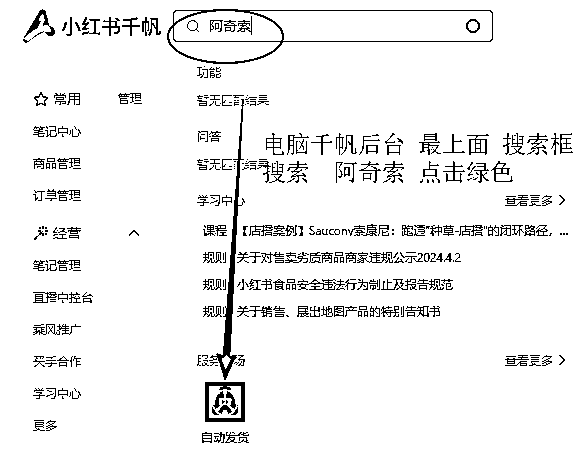 小红书千帆
阿奇索
功能
暂无匹配结果
常用 管理
笔记中心
商品管理
订单管理
问答
暂无匹配结果
电脑千帆后台 最上面 搜索框
搜索 阿奇索 点击绿色
学习中心 查看更多 >
课程 【店播案例】Saucony索康尼：跑通“种草-店播”的闭环路径，...
规则 关于对售卖劣质商品商家违规公示2024.4.2
规则 小红书食品安全违法行为制止及报告规范
规则 关于销售、展出地图产品的特别告知书
经营
笔记管理
直播中控台
乘风推广
买手合作
学习中心
更多
服务市场 查看更多 >
自动发货